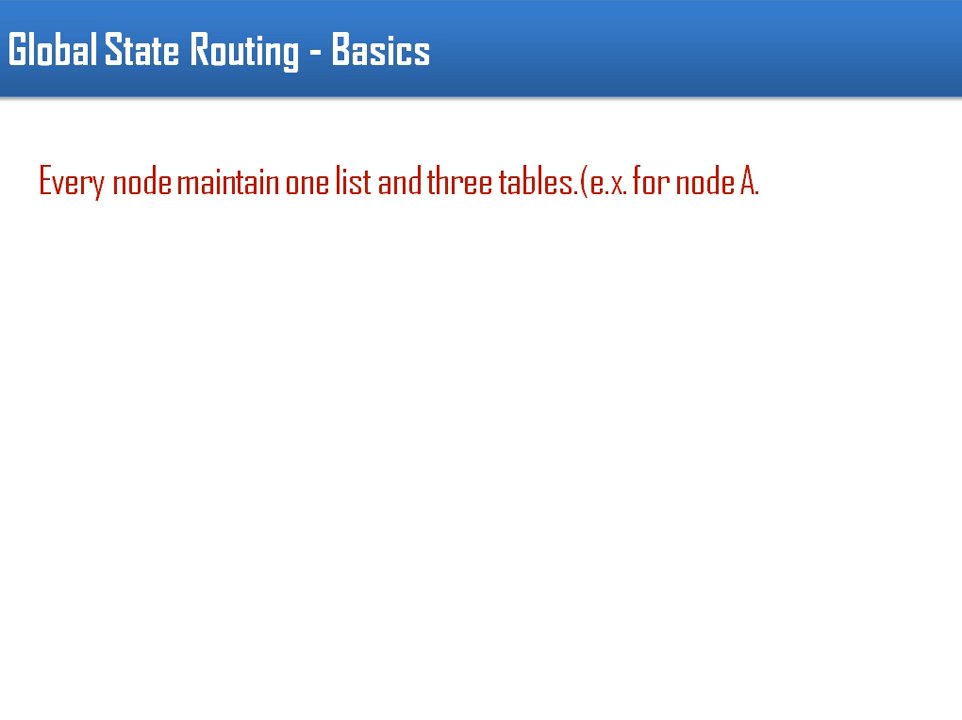 Global State Routing - Basics
Every node maintain one list and three tables.(e.x. for node A.